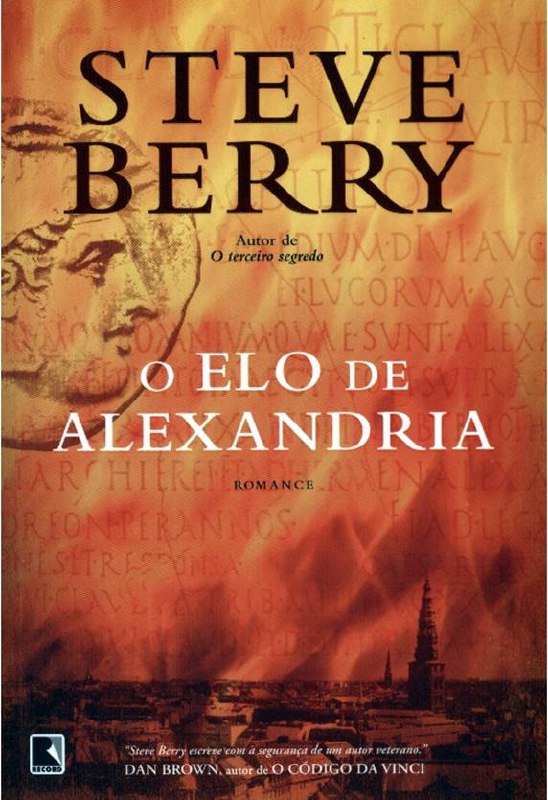 STEVE
BERRY
Autor de
O terceiro segredo
O ELO DE
ALEXANDRIA
ROMANCE
RECORD
"Steve Berry escreve com a segurança de um autor veterano."
DAN BROWN, autor de O CÓDIGO DA VINCI